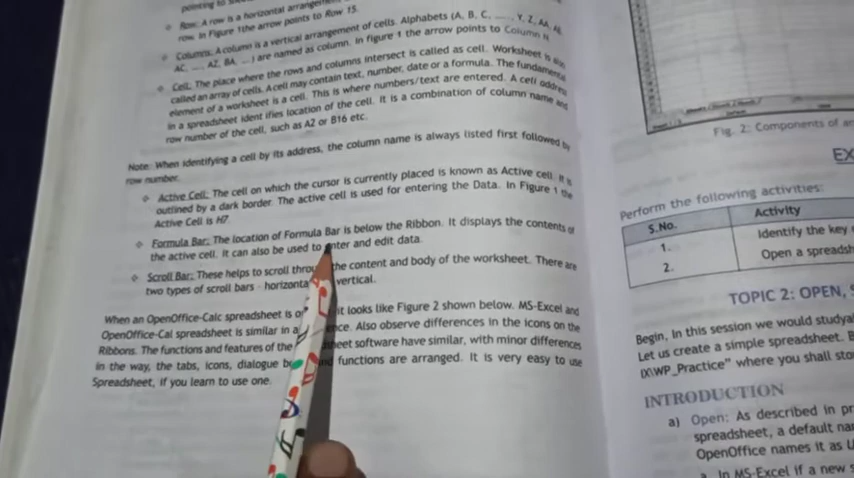 Row: A row is a horizontal
row. In Figure 1the arrow points to Row 15.
Columns: A column is a vertical arrangement of cells. Alphabets (A, B, C, ...., Y, Z, AA,
AC, ...., AZ, BA, ...) are named as column. In figure 1 the arrow points to Column
Cell: The place where the rows and columns intersect is called as cell. Worksheet is
called an array of cells. A cell may contain text, number, date or a formula. The
element of a worksheet is a cell. This is where numbers/text are entered. A cell
in a spreadsheet ident ifies location of the cell. It is a combination of column name and
row number of the cell, such as A2 or B16 etc.
Note: When identifying a cell by its address, the column name is always listed first followed by
row number.
Active Cell: The cell on which the cursor is currently placed is known as Active cell. It is
outlined by a dark border. The active cell is used for entering the Data. In Figure 1 the
Active Cell is H7
Formula Bar: The location of Formula Bar is below the Ribbon. It displays the contents of
the active cell. It can also be used to enter and edit data.
Scroll Bar: These helps to scroll the content and body of the worksheet. There are
two types of scroll bars - vertical.
When an OpenOffice-Calc spreadsheet is it looks like Figure 2 shown below. MS-Excel and
OpenOffice-Cal spreadsheet is similar in Also observe differences in the icons on the
Ribbons. The functions and features of the software have similar, with minor differences
in the way, the tabs, icons, dialogue functions are arranged. It is very easy to use
Spreadsheet, if you learn to use one.
Fig. 2: Components of
EX
Perform the following activities:
S.No. Activity
1. Identify the key
2. Open a
TOPIC 2: OPEN,
Begin, In this session we would
Let us create a simple spreadsheet.
IX\WP_Practice" where you shall
INTRODUCTION
a) Open: As described in
spreadsheet, a default
OpenOffice names it as
In MS-Excel if a new